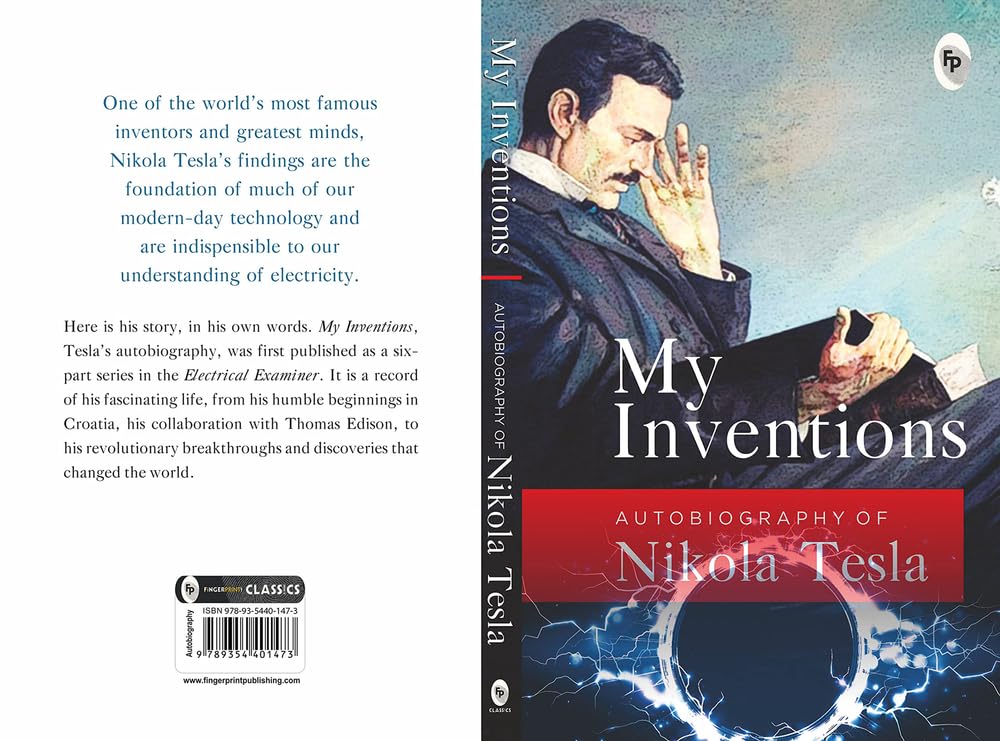 One of the world's most famous
inventors and greatest minds,
Nikola Tesla's findings are the
foundation of much of our
modern-day technology and
are indispensible to our
understanding of electricity.
Here is his story, in his own words. My Inventions,
Tesla's autobiography, was first published as a six-
part series in the Electrical Examiner. It is a record
of his fascinating life, from his humble beginnings in
Croatia, his collaboration with Thomas Edison, to
his revolutionary breakthroughs and discoveries that
changed the world.
FP
FINGERPRINT! CLASSICS
Autobiography
ISBN 978-93-5440-147-3
9 789354 401473
www.fingerprintpublishing.com
My Inventions
AUTOBIOGRAPHY OF
Nikola Tesla
FP
CLASSICS
FP
My
Inventions
AUTOBIOGRAPHY OF
Nikola Tesla